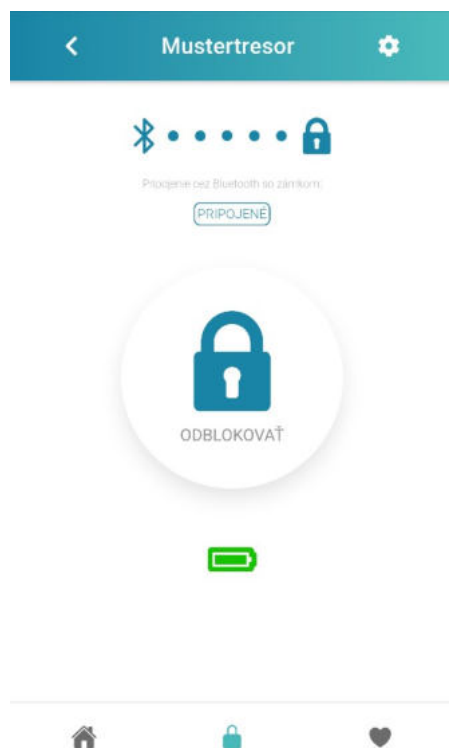 Mustertresor
Pripojenie cez Bluetooth so zámkom:
PRIPOJENÉ
ODBLOKOVAŤ